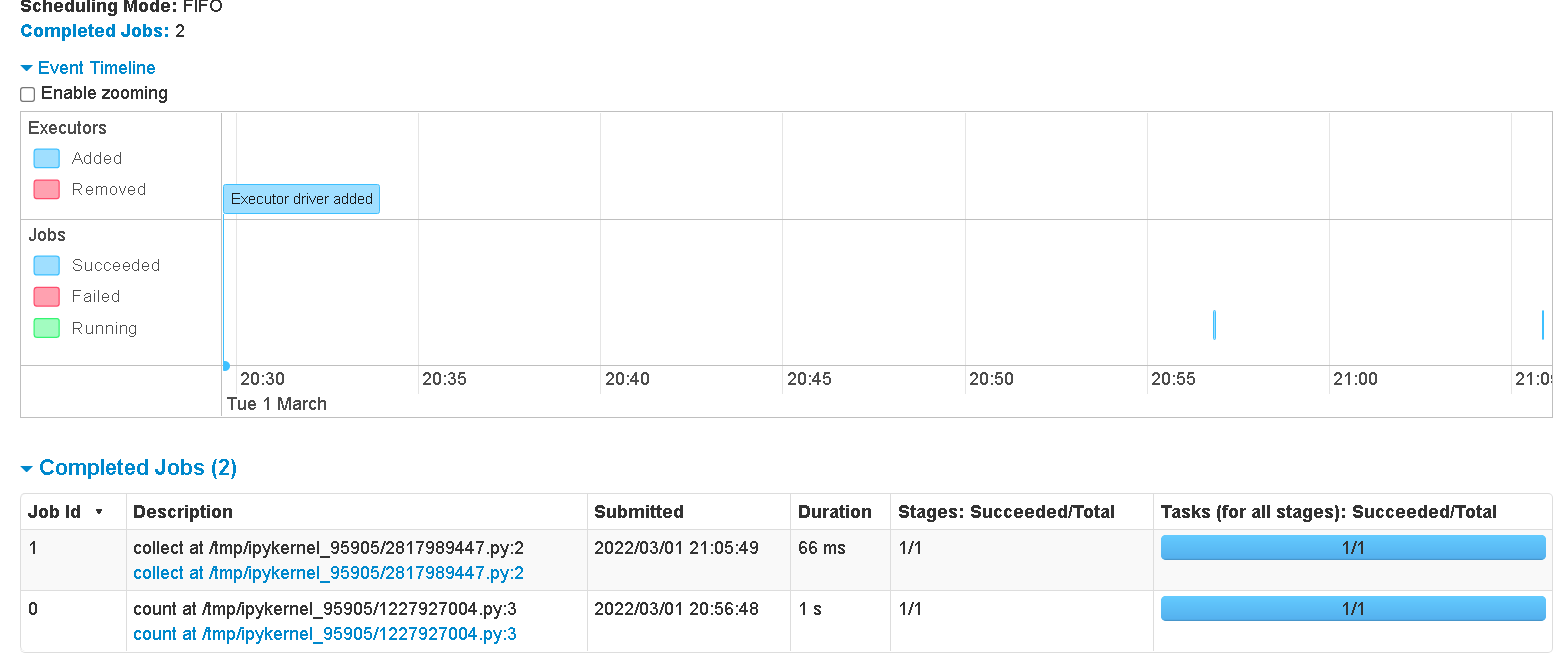 Scheduling Mode: FIFO
Completed Jobs: 2
Event Timeline
Enable zooming
Executors
Added
Removed
Executor driver added
Jobs
Succeeded
Failed
Running
20:30 20:35 20:40 20:45 20:50 20:55 21:00
Tue 1 March
Completed Jobs (2)
Job Id Description Submitted Duration Stages: Succeeded/Total Tasks (for all stages): Succeeded/Total
1 collect at /tmp/ipykernel_95905/2817989447.py:2 2022/03/01 21:05:49 66 ms 1/1 1/1
collect at /tmp/ipykernel_95905/2817989447.py:2
0 count at /tmp/ipykernel_95905/1227927004.py:3 2022/03/01 20:56:48 1 s 1/1 1/1
count at /tmp/ipykernel_95905/1227927004.py:3